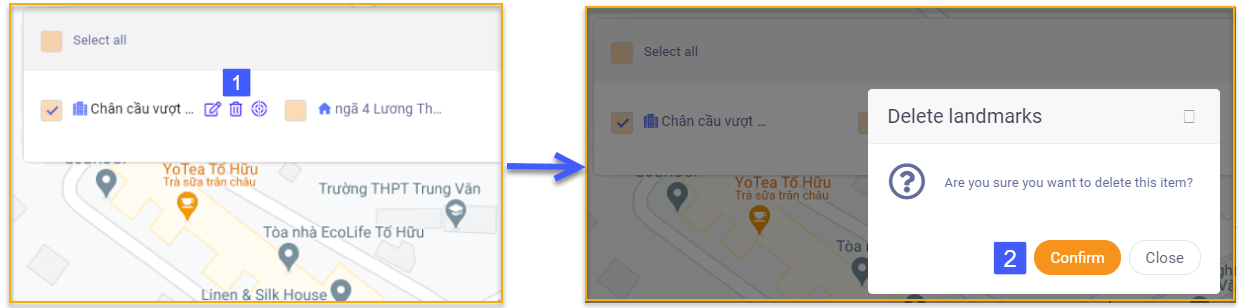 Select all
1
Chân cầu vượt ...
ngã 4 Lương Th...
YoTea Tố Hữu
Trà sữa trân châu
Trường THPT Trung Văn
Tòa nhà EcoLife Tố Hữu
Linen & Silk House
Select all
Chân cầu vượt ...
Delete landmarks
Are you sure you want to delete this item?
YoTea Tố Hữu
Trà sữa trân châu
Tòa
2
Confirm
Close